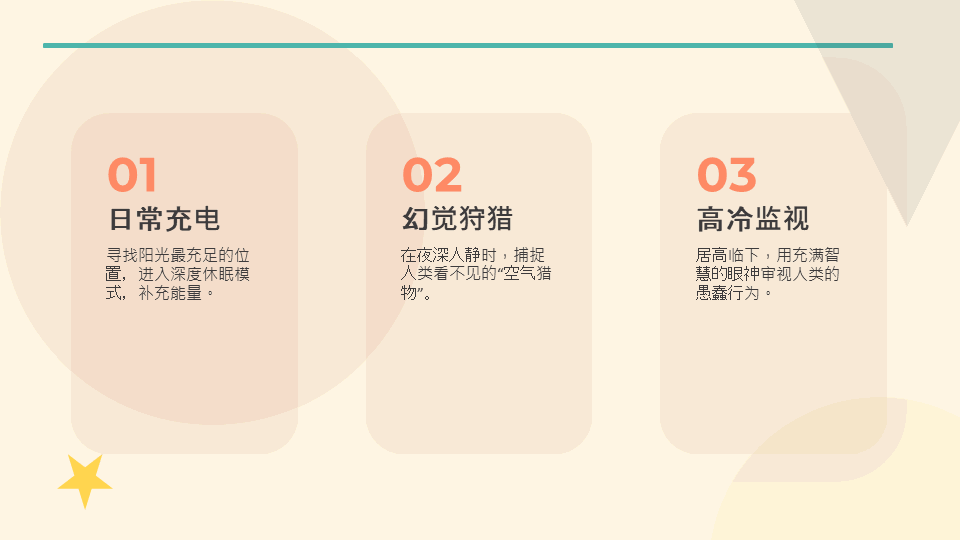 01
日常充电
寻找阳光最充足的位
置，进入深度休眠模
式，补充能量。
02
幻觉狩猎
在夜深人静时，捕捉
人类看不见的“空气猎
物”。
03
高冷监视
居高临下，用充满智
慧的眼神审视人类的
愚蠢行为。